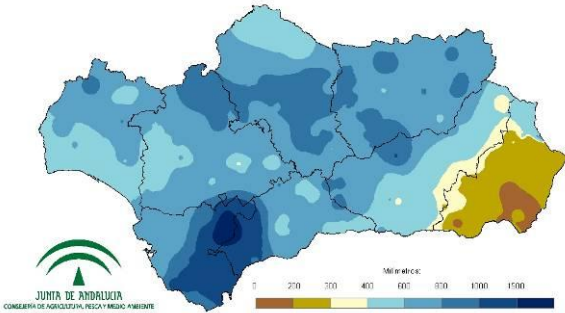 Milímetros:
0 200 300 400 600 800 1000 1500
JUNTA DE ANDALUCIA
CONSEJERÍA DE AGRICULTURA, PESCA Y MEDIO AMBIENTE